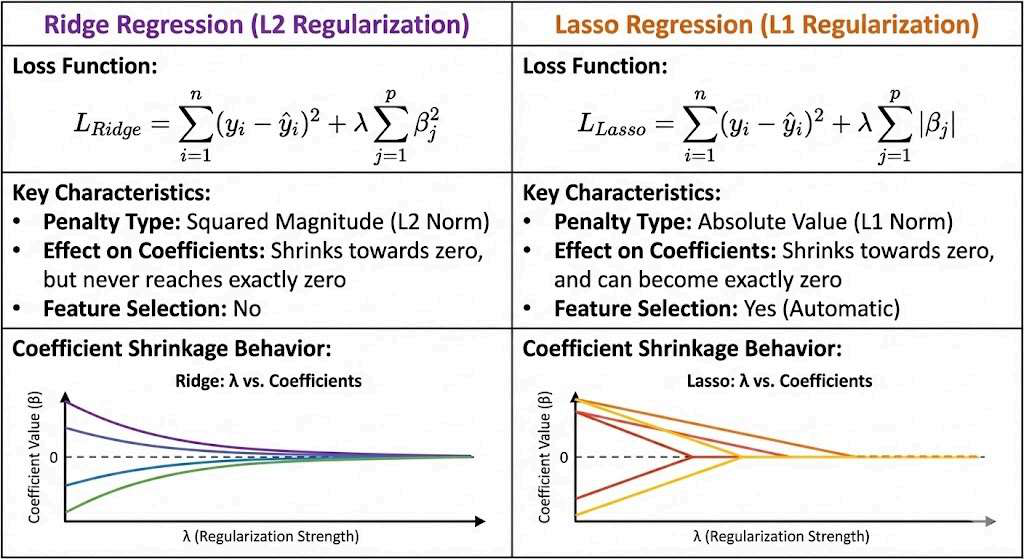 Ridge Regression (L2 Regularization)
Loss Function:
L_{Ridge} = \sum_{i=1}^{n} (y_i - \hat{y}_i)^2 + \lambda \sum_{j=1}^{p} \beta_j^2
Key Characteristics:
• Penalty Type: Squared Magnitude (L2 Norm)
• Effect on Coefficients: Shrinks towards zero,
but never reaches exactly zero
• Feature Selection: No
Coefficient Shrinkage Behavior:
Ridge: λ vs. Coefficients
Coefficient Value (β)
0
λ (Regularization Strength)
Lasso Regression (L1 Regularization)
Loss Function:
L_{Lasso} = \sum_{i=1}^{n} (y_i - \hat{y}_i)^2 + \lambda \sum_{j=1}^{p} |\beta_j|
Key Characteristics:
• Penalty Type: Absolute Value (L1 Norm)
• Effect on Coefficients: Shrinks towards zero,
and can become exactly zero
• Feature Selection: Yes (Automatic)
Coefficient Shrinkage Behavior:
Lasso: λ vs. Coefficients
Coefficient Value (β)
0
λ (Regularization Strength)